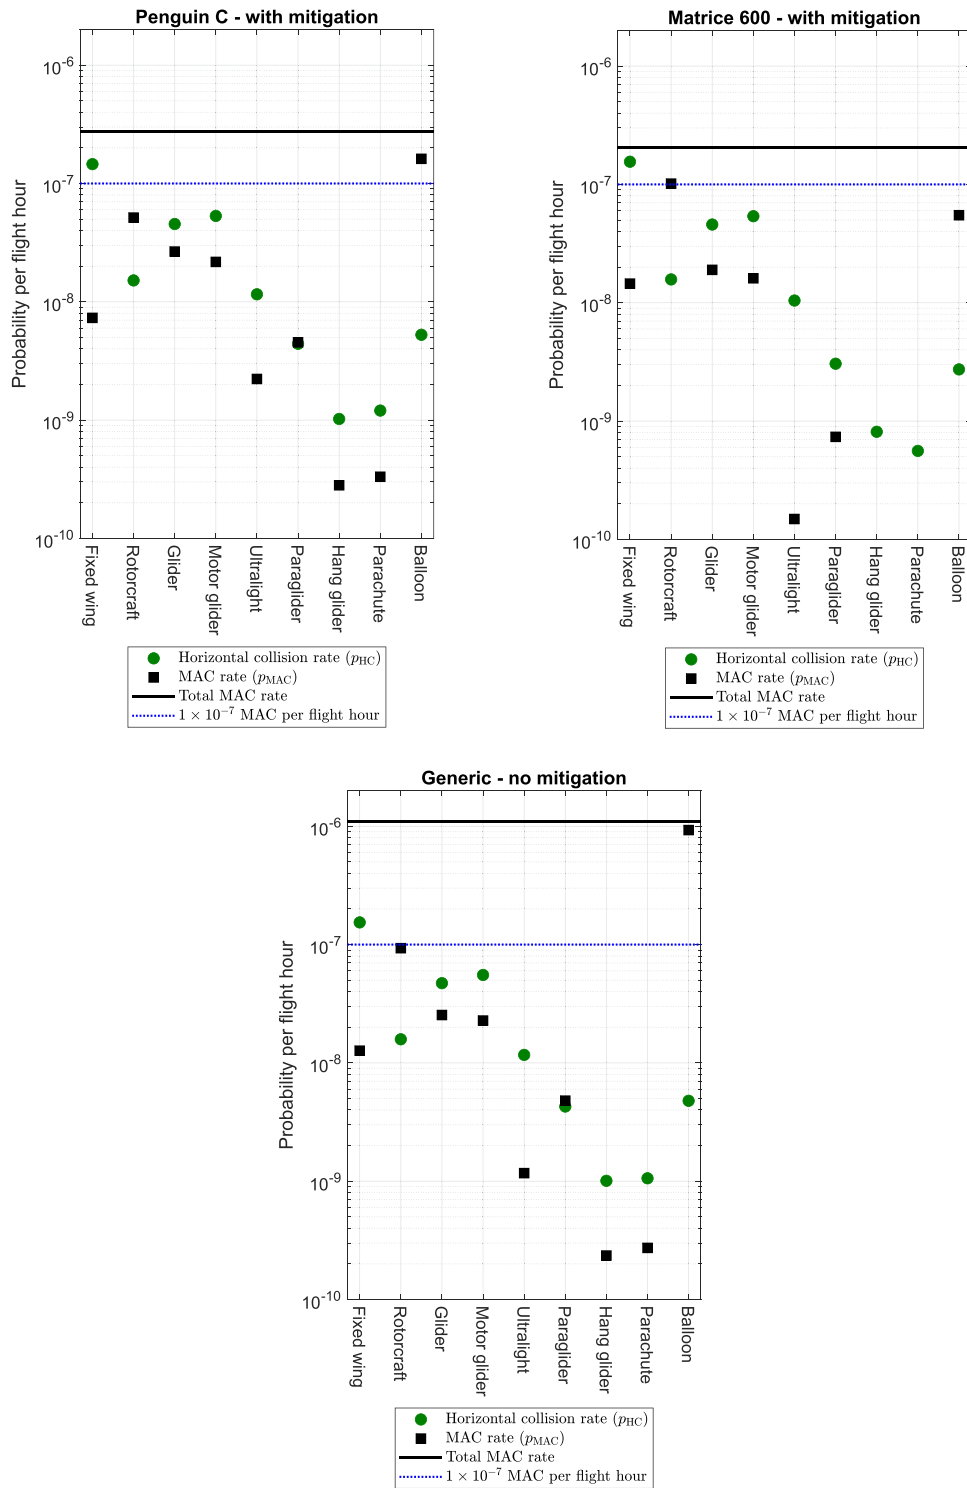 Penguin C - with mitigation
Probability per flight hour
10^-6
10^-7
10^-8
10^-9
10^-10
Fixed wing
Rotorcraft
Glider
Motor glider
Ultralight
Paraglider
Hang glider
Parachute
Balloon
Horizontal collision rate (p_HC)
MAC rate (p_MAC)
Total MAC rate
1 × 10^-7 MAC per flight hour
Matrice 600 - with mitigation
Probability per flight hour
10^-6
10^-7
10^-8
10^-9
10^-10
Fixed wing
Rotorcraft
Glider
Motor glider
Ultralight
Paraglider
Hang glider
Parachute
Balloon
Horizontal collision rate (p_HC)
MAC rate (p_MAC)
Total MAC rate
1 × 10^-7 MAC per flight hour
Generic - no mitigation
Probability per flight hour
10^-6
10^-7
10^-8
10^-9
10^-10
Fixed wing
Rotorcraft
Glider
Motor glider
Ultralight
Paraglider
Hang glider
Parachute
Balloon
Horizontal collision rate (p_HC)
MAC rate (p_MAC)
Total MAC rate
1 × 10^-7 MAC per flight hour